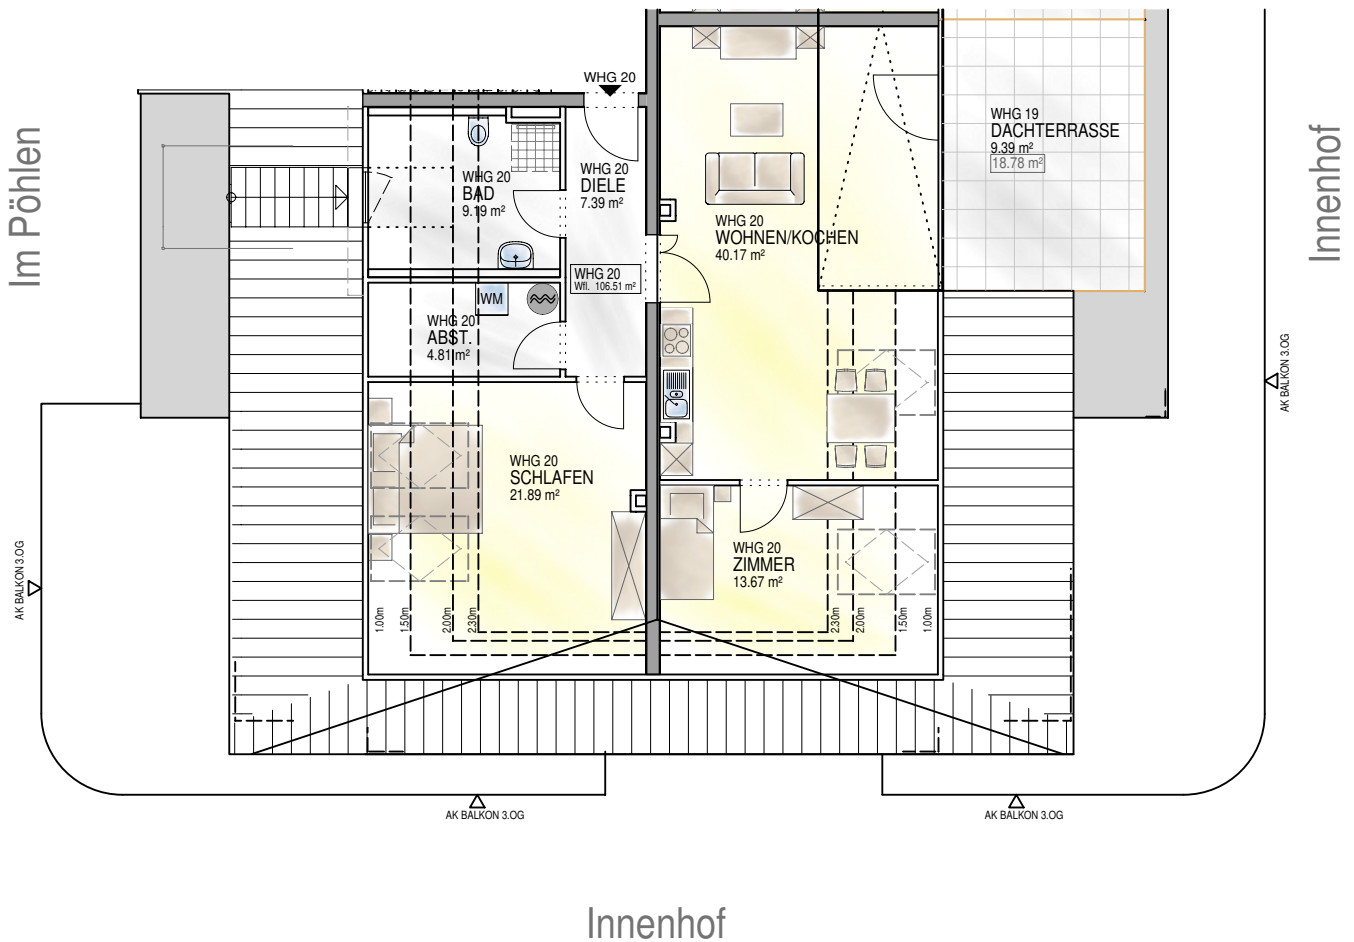 WHG 20
WHG 19
DACHTERRASSE
9.39 m²
18.78 m²
Im Pöhlen
Innenhof
WHG 20
BAD
9.19 m²
WHG 20
DIELE
7.39 m²
WHG 20
WOHNEN/KOCHEN
40.17 m²
WHG 20
Wfl. 106.51 m²
WM
WHG 20
ABST.
4.81 m²
AK BALKON 3.OG
WHG 20
SCHLAFEN
21.89 m²
WHG 20
ZIMMER
13.67 m²
AK BALKON 3.OG
1.00m
1.50m
2.00m
2.30m
2.30m
2.00m
1.50m
1.00m
AK BALKON 3.OG
AK BALKON 3.OG
Innenhof